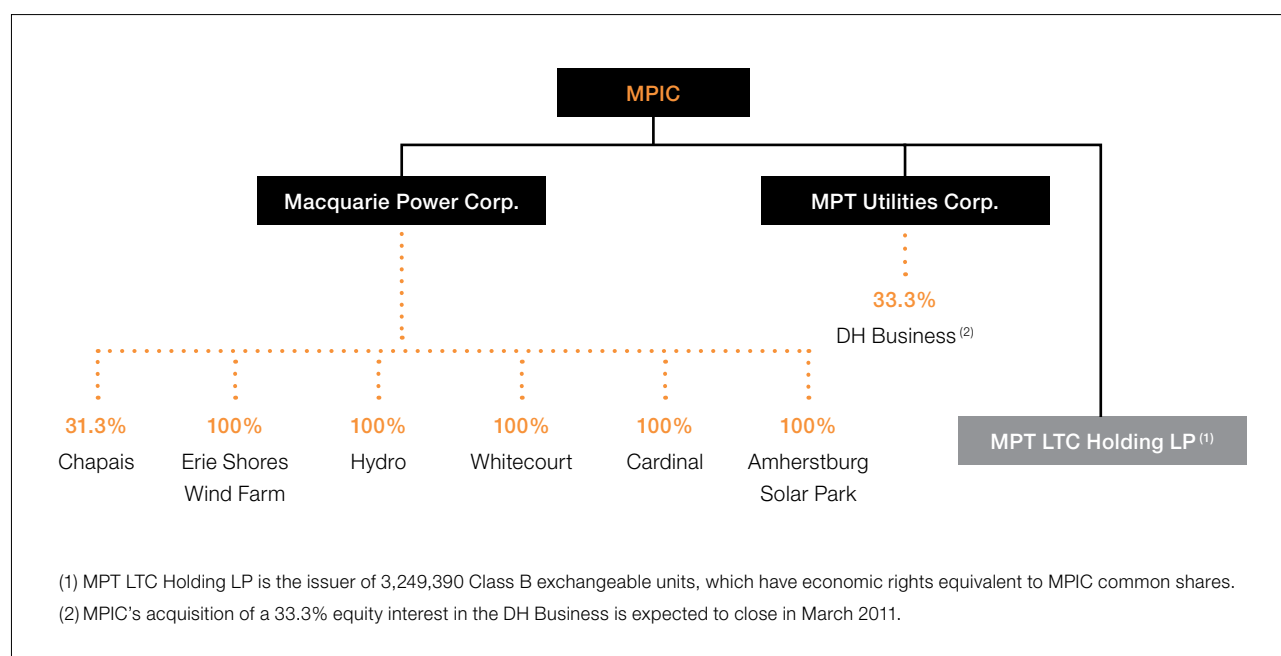 MPIC
Macquarie Power Corp.
MPT Utilities Corp.
33.3%
DH Business (2)
31.3%
Chapais
100%
Erie Shores
Wind Farm
100%
Hydro
100%
Whitecourt
100%
Cardinal
100%
Amherstburg
Solar Park
MPT LTC Holding LP (1)
(1) MPT LTC Holding LP is the issuer of 3,249,390 Class B exchangeable units, which have economic rights equivalent to MPIC common shares.
(2) MPIC’s acquisition of a 33.3% equity interest in the DH Business is expected to close in March 2011.